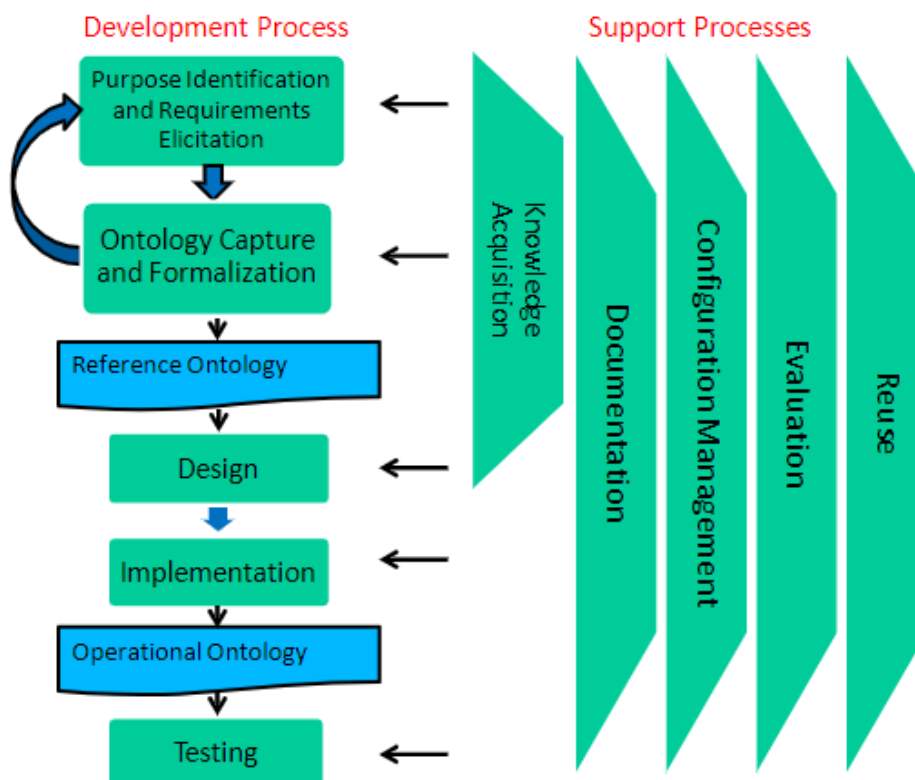 Development Process
Support Processes
Purpose Identification
and Requirements
Elicitation
Ontology Capture
and Formalization
Reference Ontology
Design
Implementation
Operational Ontology
Testing
Knowledge
Acquisition
Documentation
Configuration Management
Evaluation
Reuse